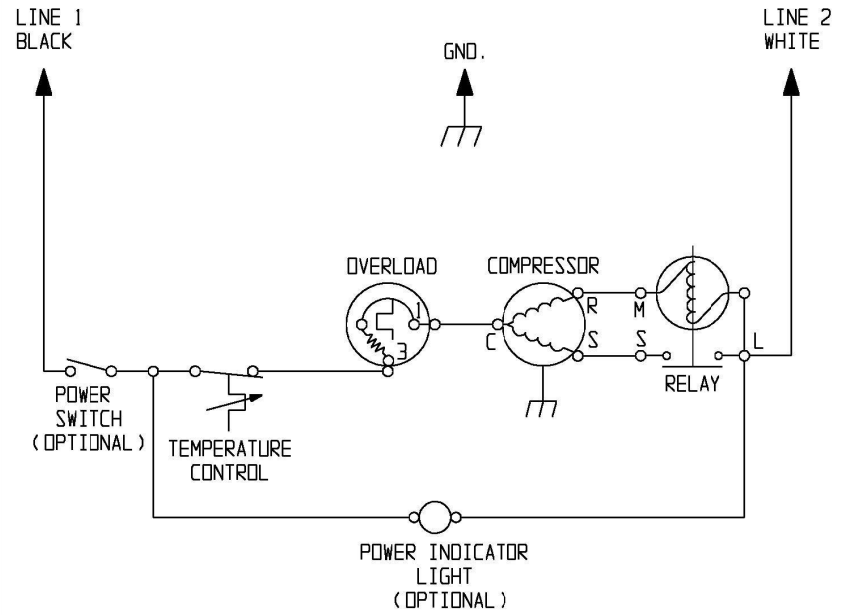 LINE 1
BLACK
LINE 2
WHITE
GND.
OVERLOAD
COMPRESSOR
1
3
C
R
S
M
S
L
RELAY
POWER
SWITCH
(OPTIONAL)
TEMPERATURE
CONTROL
POWER INDICATOR
LIGHT
(OPTIONAL)